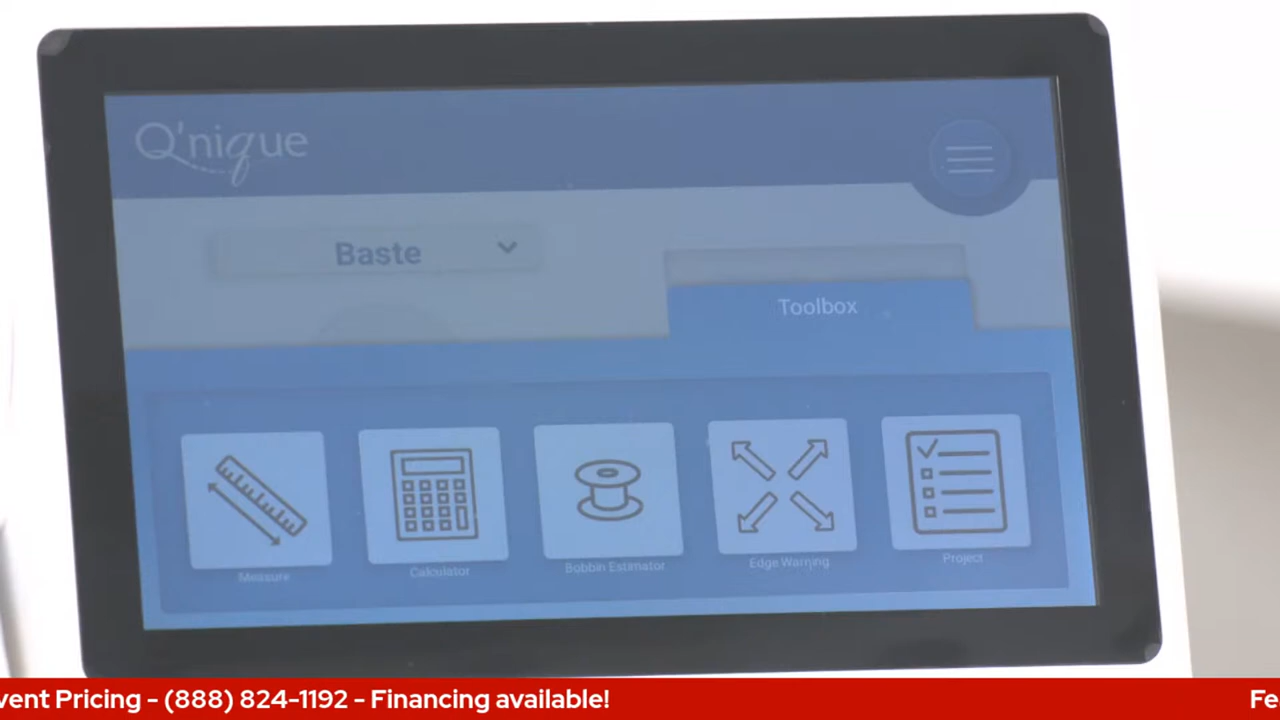 Q'nique
Baste
Toolbox
Measure
Calculator
Bobbin Estimator
Edge Warning
Project
vent Pricing - (888) 824-1192 - Financing available!
Fe